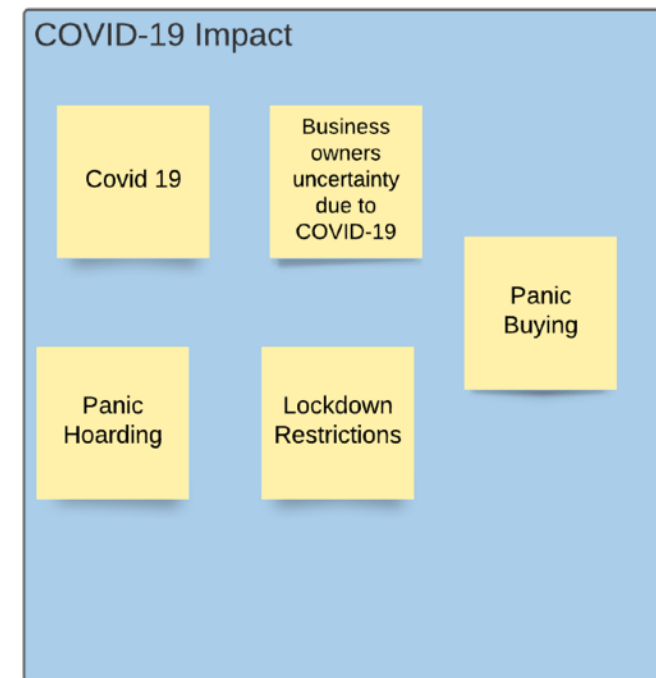 COVID-19 Impact
Covid 19
Business
owners
uncertainty
due to
COVID-19
Panic
Buying
Panic
Hoarding
Lockdown
Restrictions